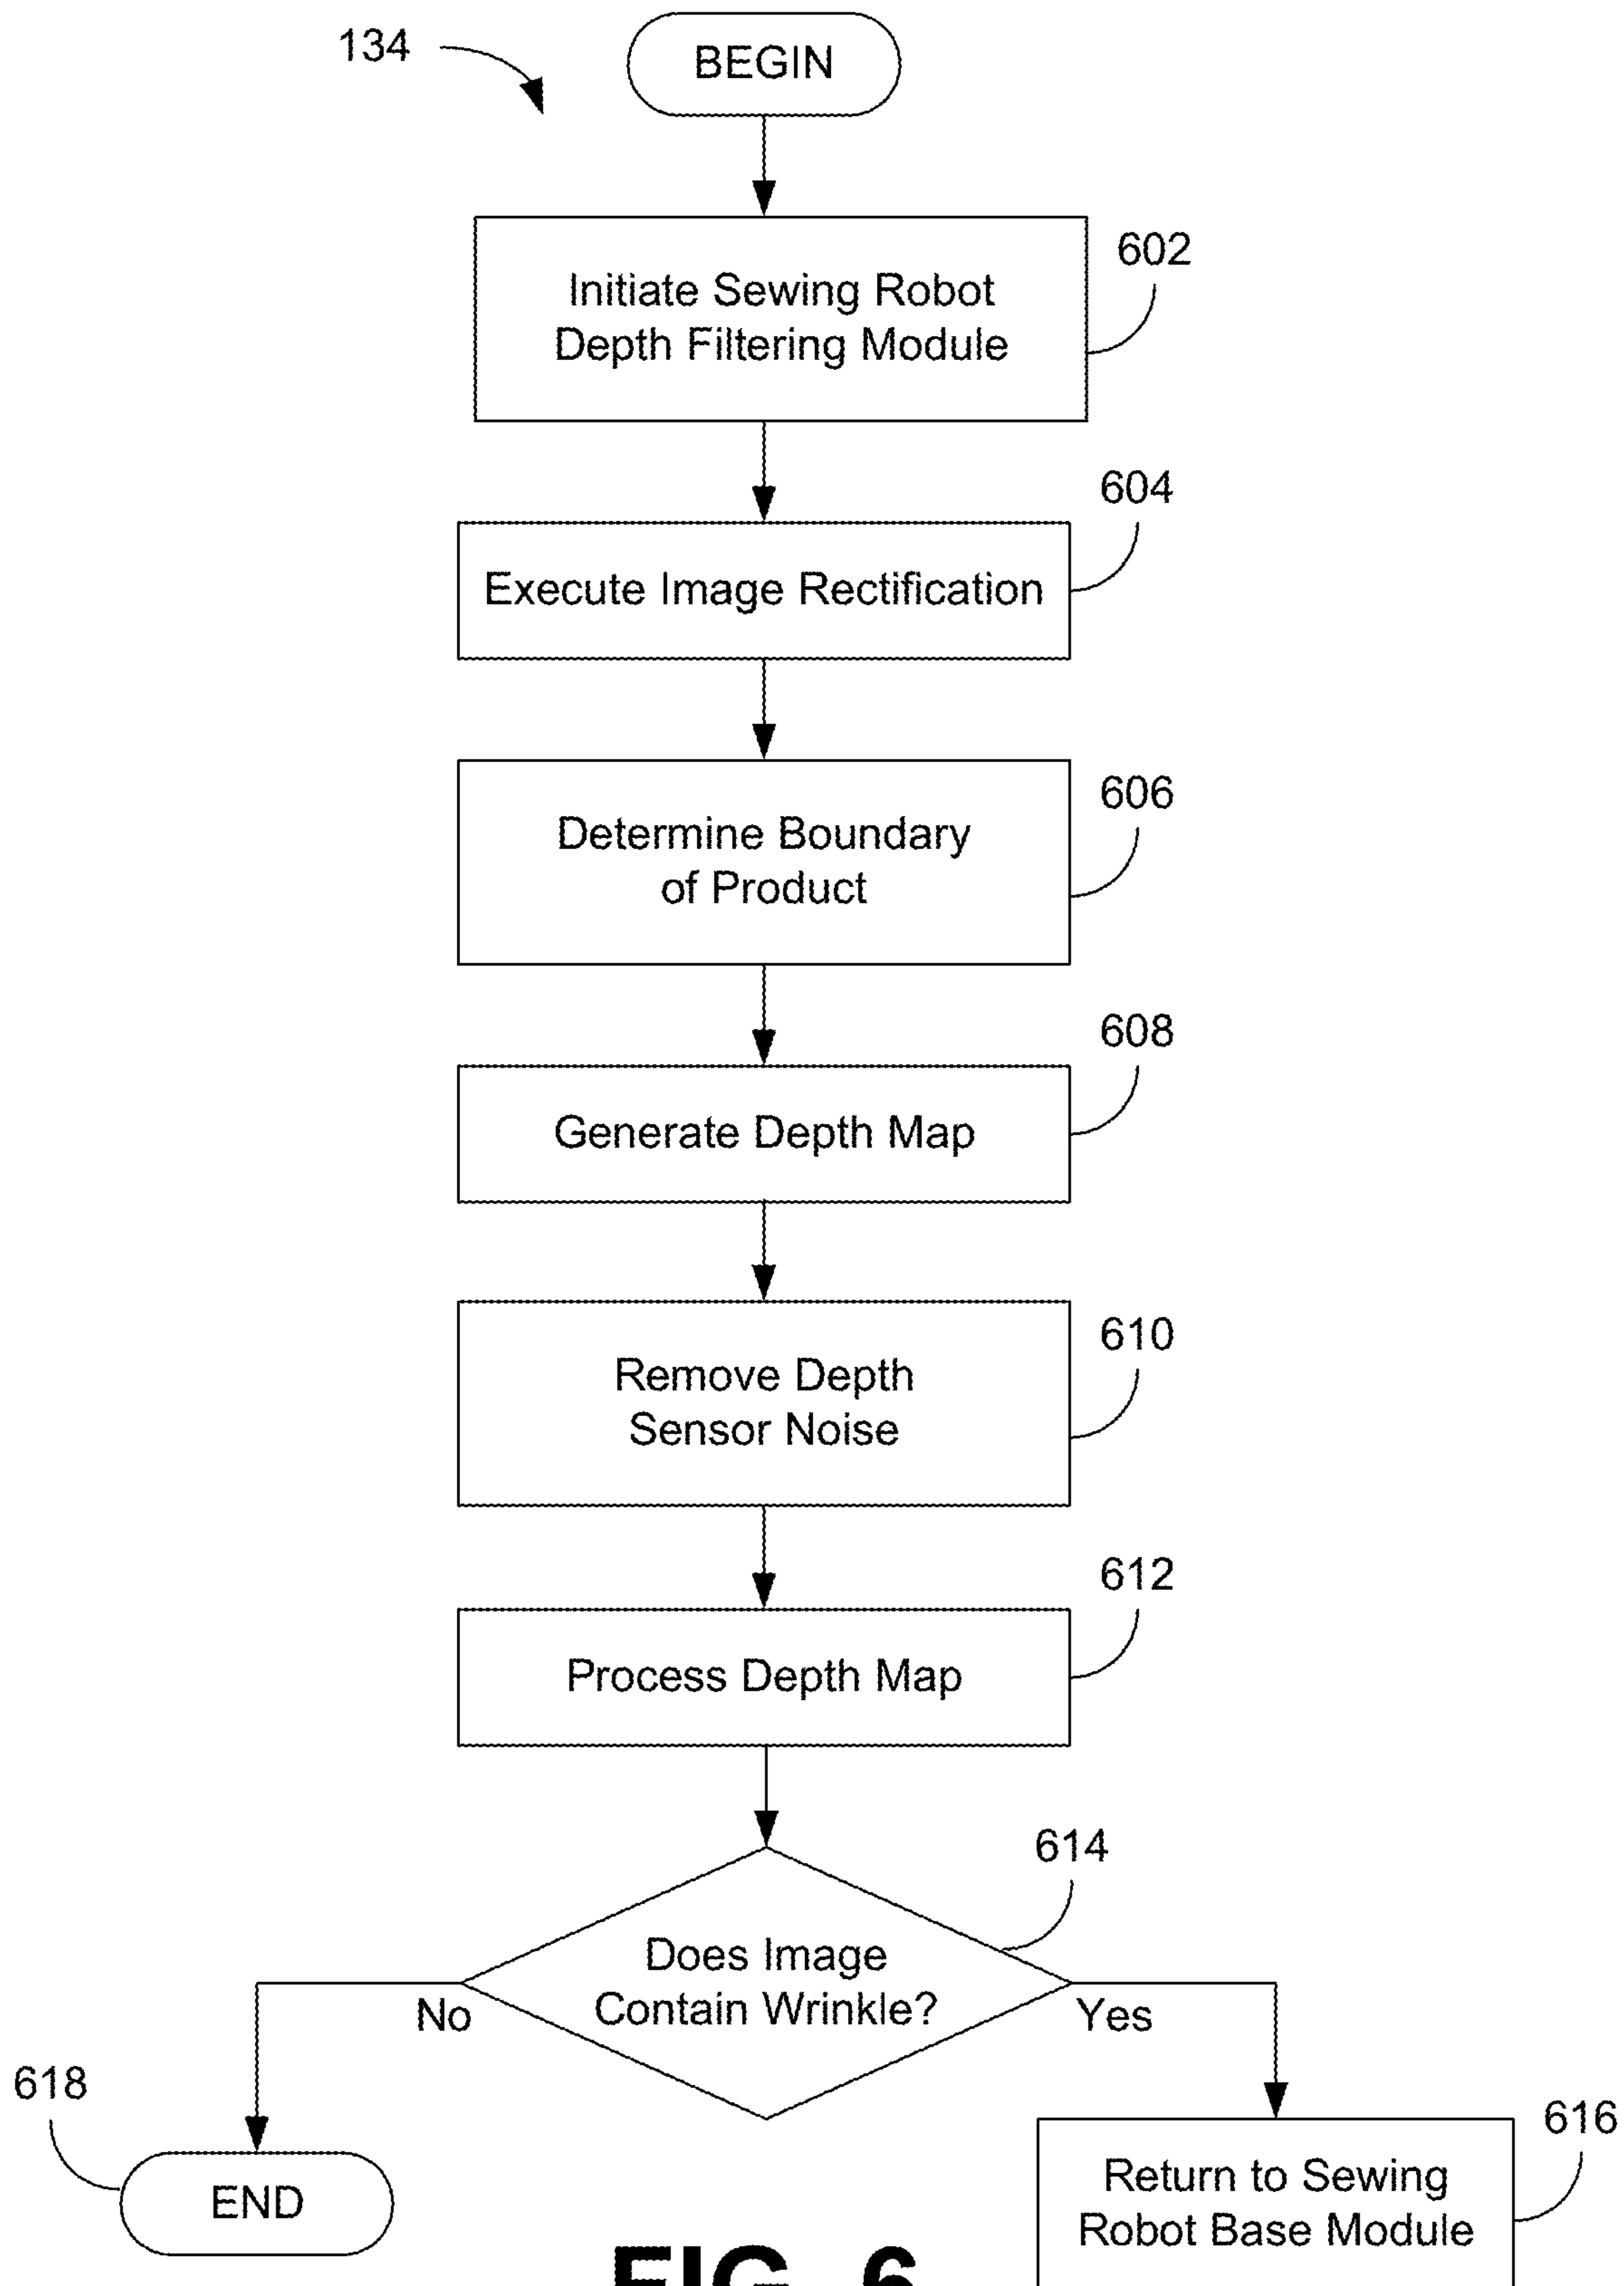 134
BEGIN
602
Initiate Sewing Robot
Depth Filtering Module
604
Execute Image Rectification
606
Determine Boundary
of Product
608
Generate Depth Map
610
Remove Depth
Sensor Noise
612
Process Depth Map
614
Does Image
Contain Wrinkle?
No
Yes
618
END
616
Return to Sewing
Robot Base Module
FIG. 6